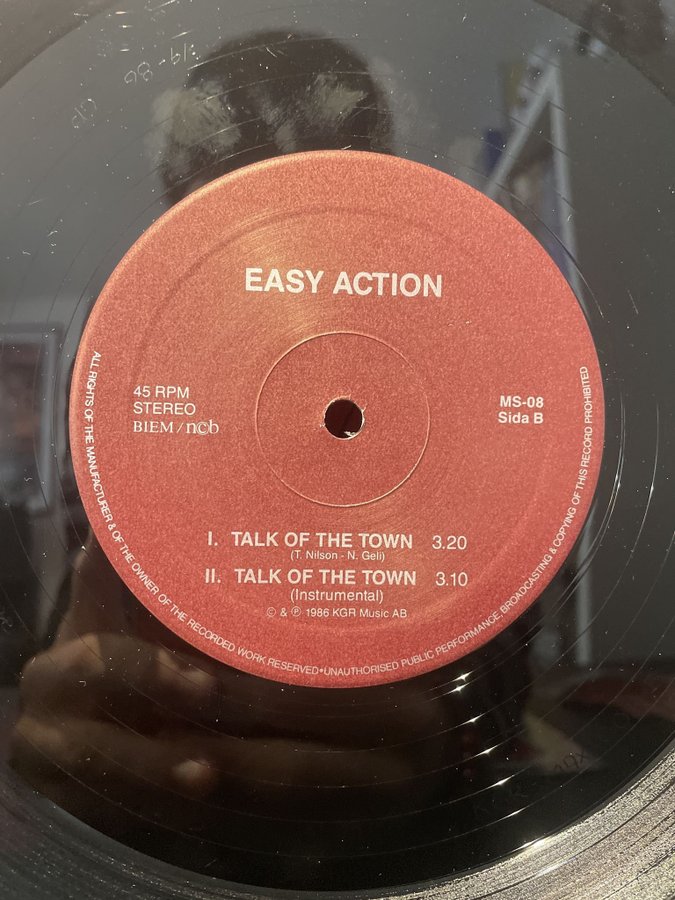 EASY ACTION
45 RPM
STEREO
BIEM / n©b
MS-08
Sida B
I. TALK OF THE TOWN 3.20
(T. Nilson - N. Geli)
II. TALK OF THE TOWN 3.10
(Instrumental)
© & ℗ 1986 KGR Music AB
ALL RIGHTS OF THE MANUFACTURER & OF THE OWNER OF THE RECORDED WORK RESERVED•UNAUTHORISED PUBLIC PERFORMANCE BROADCASTING & COPYING OF THIS RECORD PROHIBITED